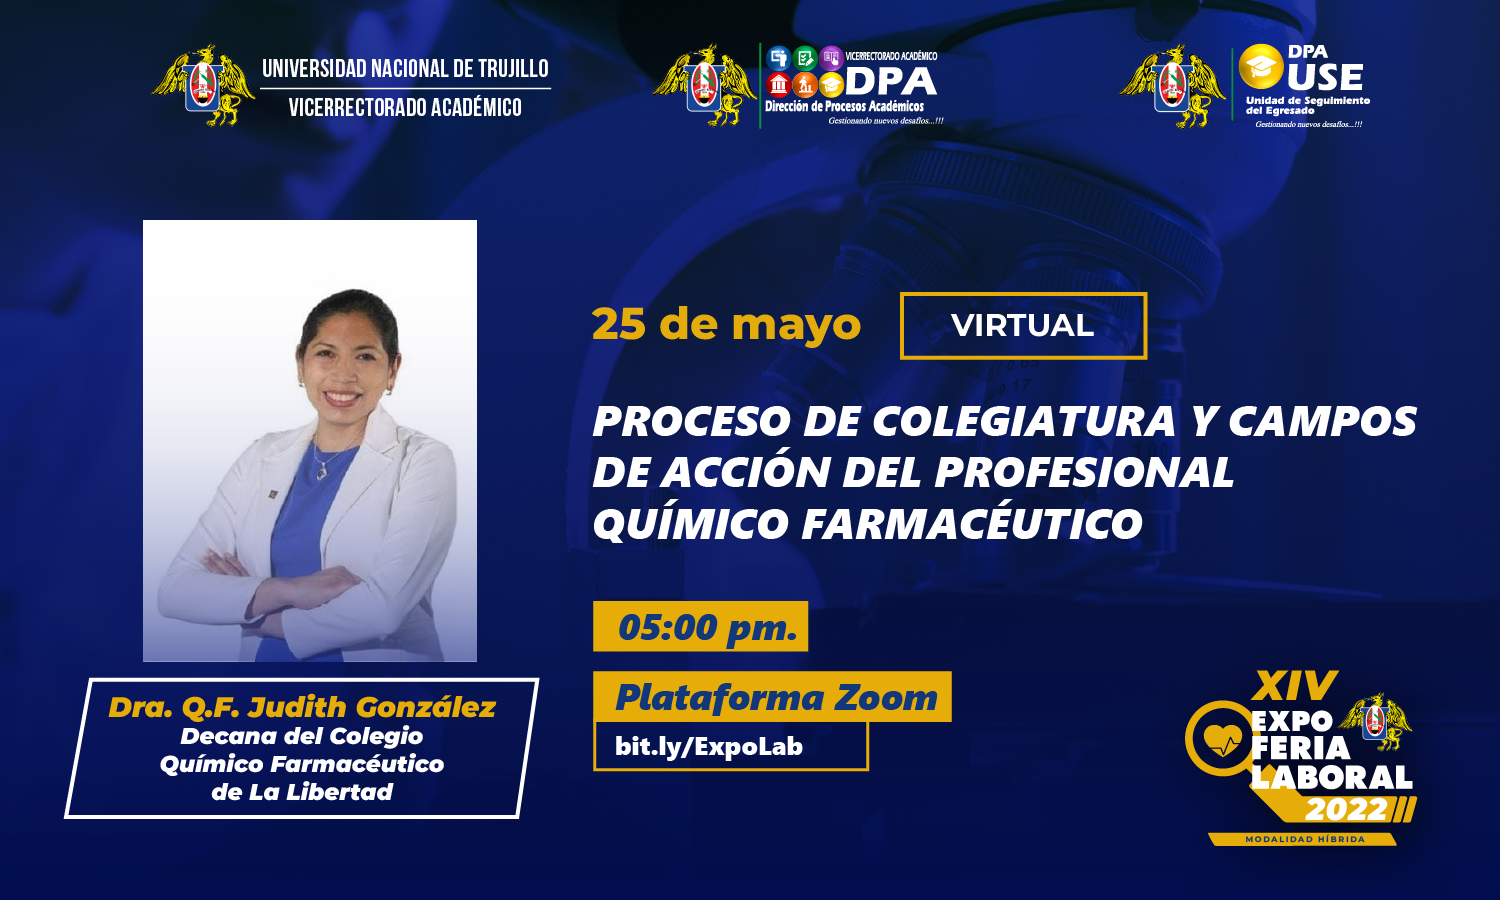 UNIVERSIDAD NACIONAL DE TRUJILLO
VICERRECTORADO ACADÉMICO
VICERRECTORADO ACADÉMICO
DPA
Dirección de Procesos Académicos
Gestionando nuevos desafíos...!!!
DPA
USE
Unidad de Seguimiento
del Egresado
Gestionando nuevos desafíos...!!!
25 de mayo
VIRTUAL
PROCESO DE COLEGIATURA Y CAMPOS
DE ACCIÓN DEL PROFESIONAL
QUÍMICO FARMACÉUTICO
05:00 pm.
Plataforma Zoom
bit.ly/ExpoLab
Dra. Q.F. Judith González
Decana del Colegio
Químico Farmacéutico
de La Libertad
XIV
EXPO
FERIA
LABORAL
2022
MODALIDAD HÍBRIDA